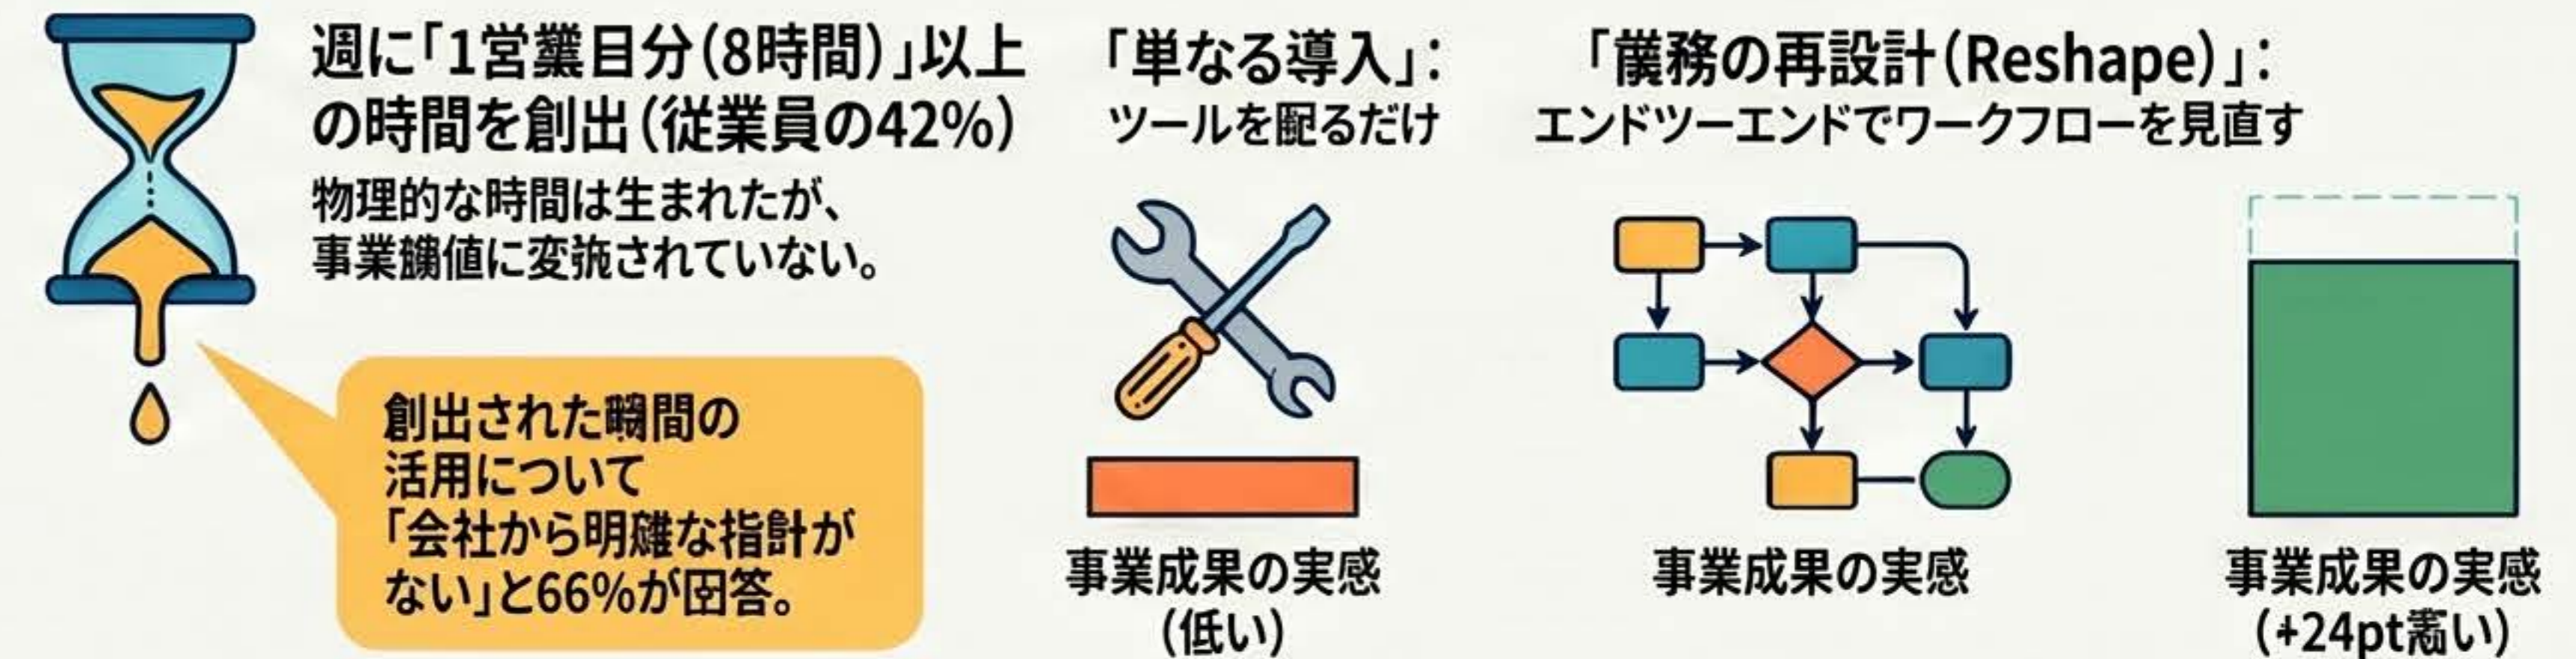 週に「1営業目分(8時間)」以上
の時間を創出(従業員の42%)
物理的な時間は生まれたが、
事業値に変されていない。
創出された間の
活用について
「会社から明な指が
ない」と66%が答。
「単なる導入」:
ツールをるだけ
事業成果の実感
(低い)
「務の再設計(Reshape)」:
エンドツーエンドでワークフローを見直す
事業成果の実感
事業成果の実感
(+24ptい)